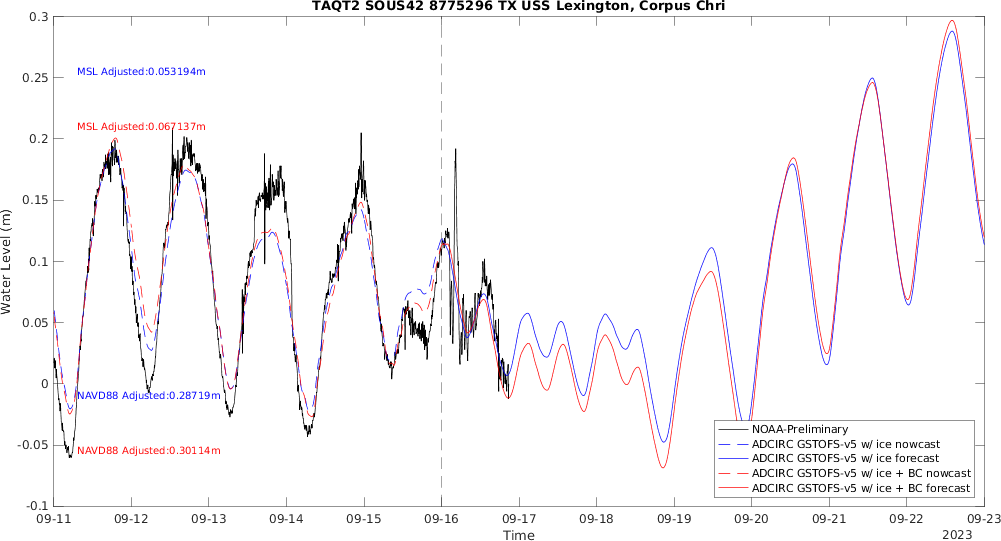 TAQT2 SOUS42 8775296 TX USS Lexington, Corpus Chri
0.3
0.25
0.2
0.15
0.1
0.05
0
-0.05
-0.1
Water Level (m)
MSL Adjusted:0.053194m
MSL Adjusted:0.067137m
NAVD88 Adjusted:0.28719m
NAVD88 Adjusted:0.30114m
NOAA-Preliminary
ADCIRC GSTOFS-v5 w/ ice nowcast
ADCIRC GSTOFS-v5 w/ ice forecast
ADCIRC GSTOFS-v5 w/ ice + BC nowcast
ADCIRC GSTOFS-v5 w/ ice + BC forecast
09-11 09-12 09-13 09-14 09-15 09-16 09-17 09-18 09-19 09-20 09-21 09-22 09-23
Time
2023